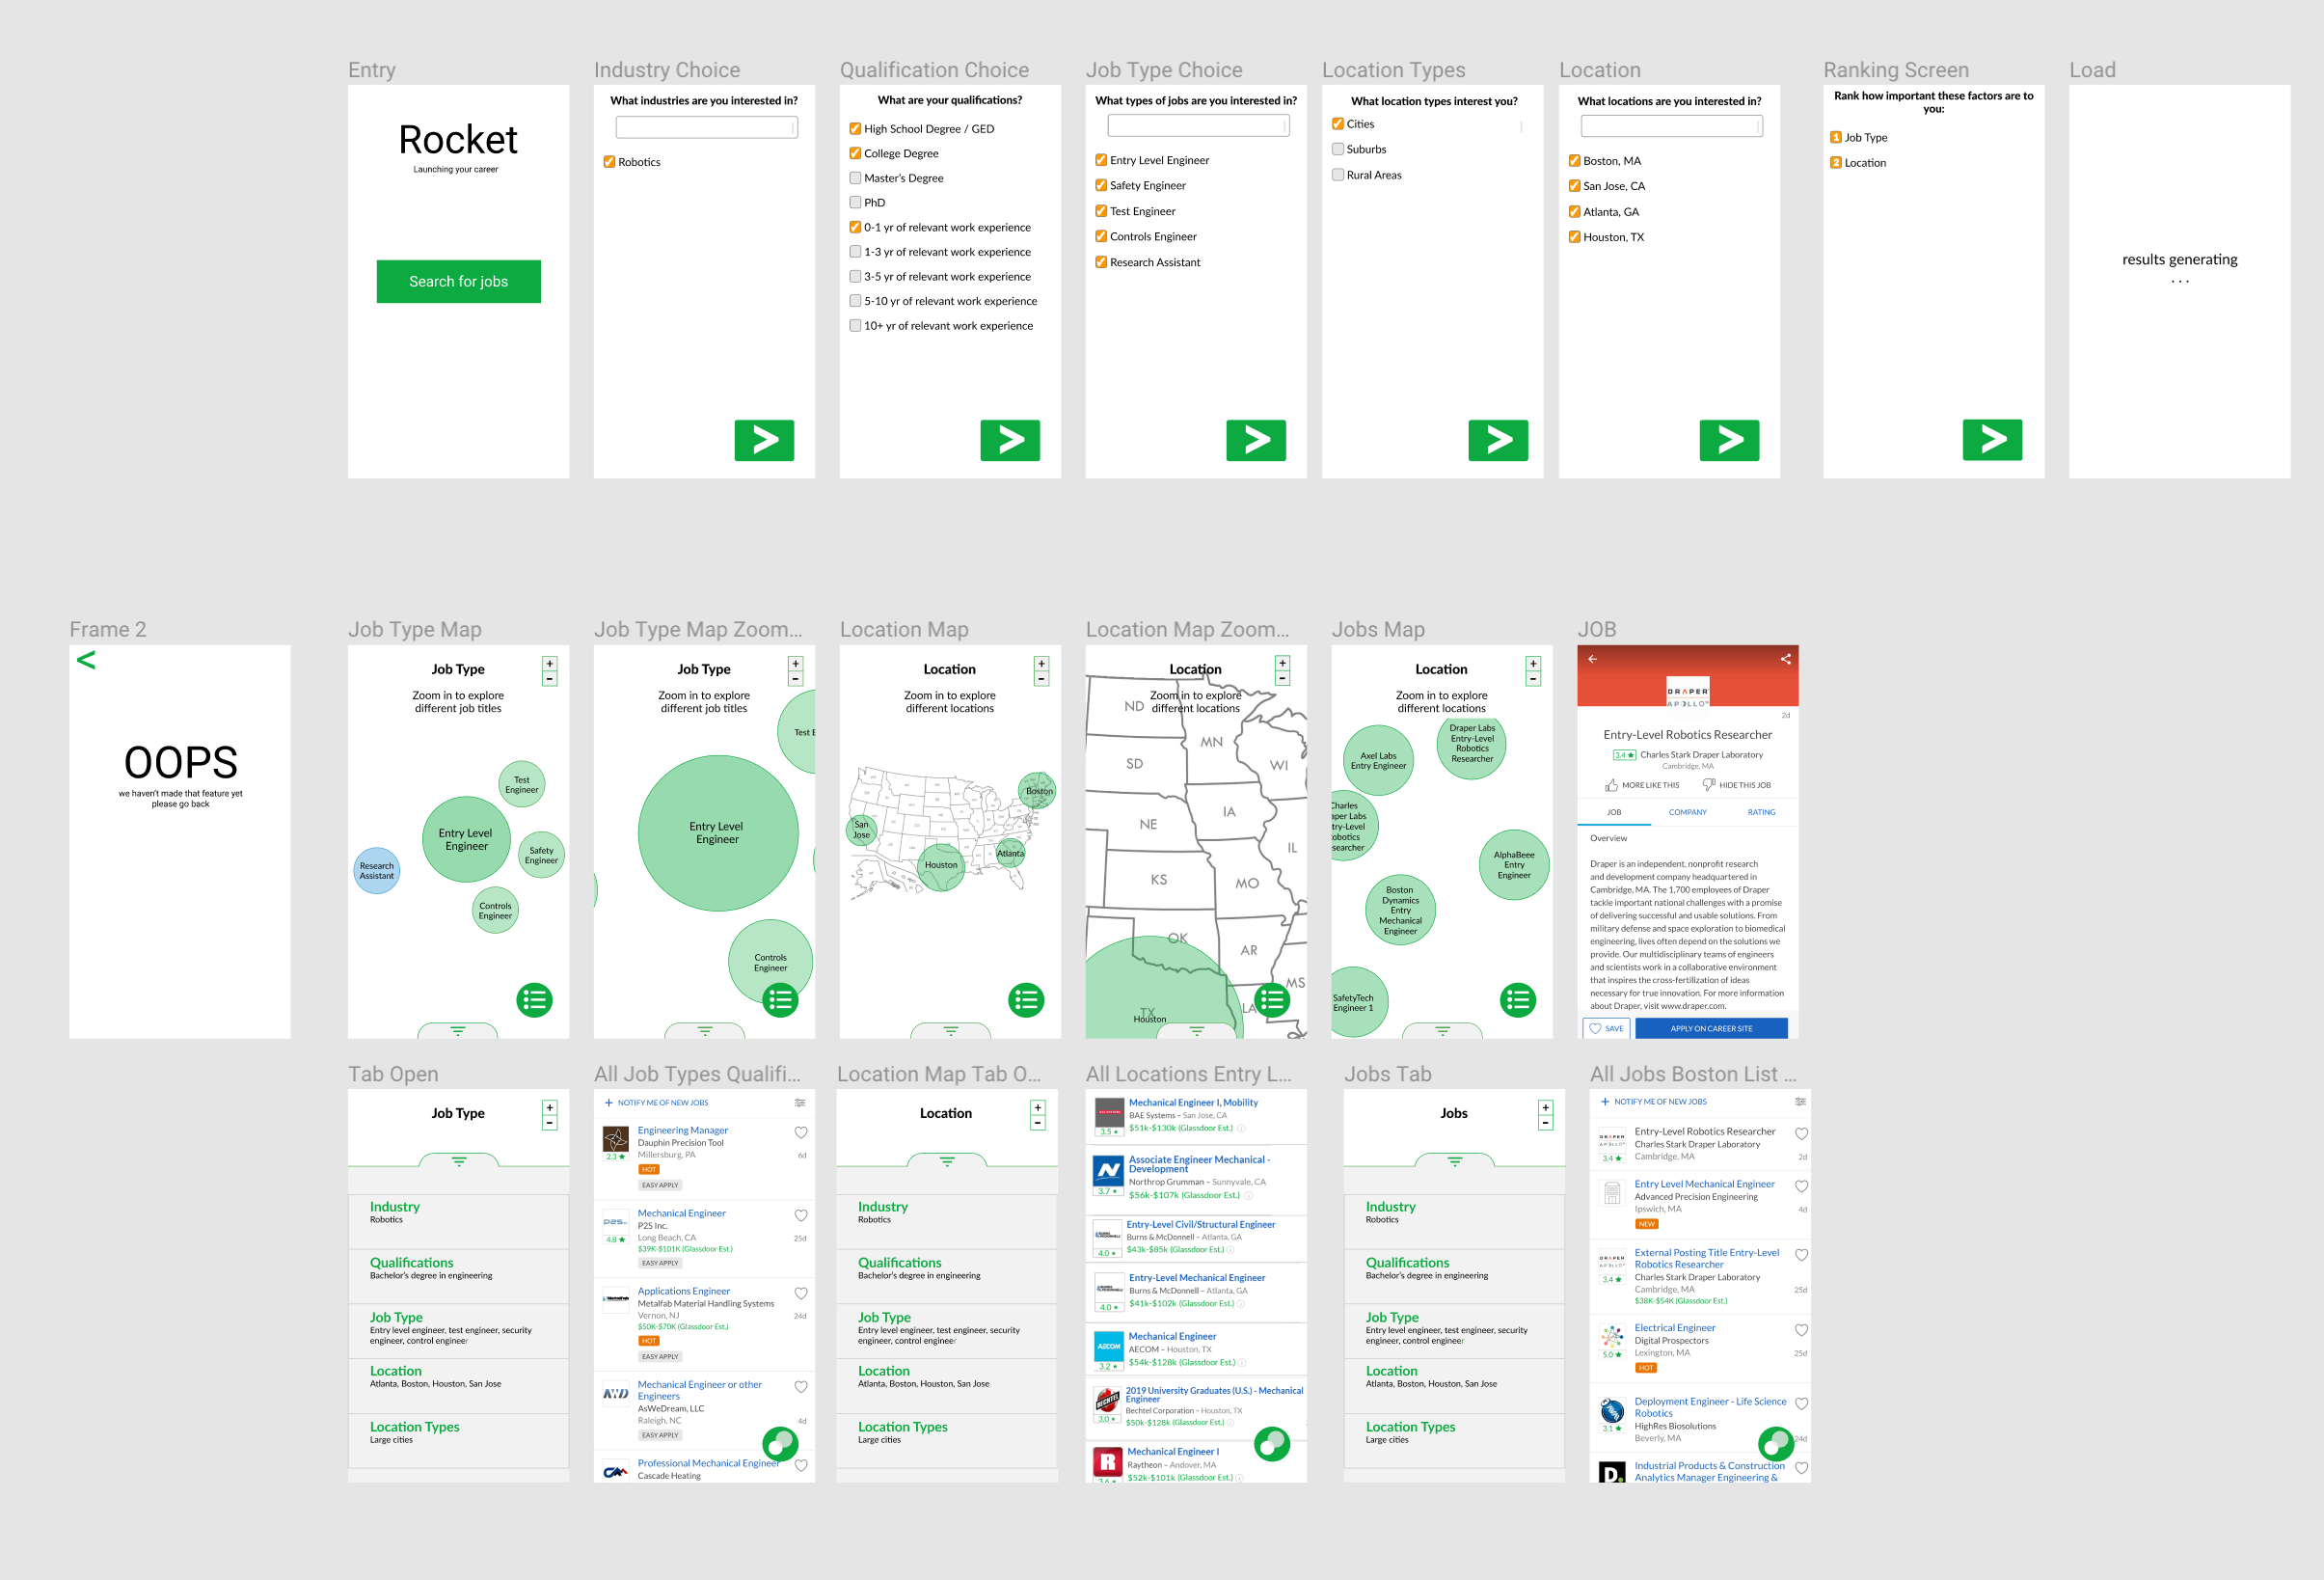 Entry
Rocket
Launching your career
Search for jobs
Industry Choice
What industries are you interested in?
Robotics
>
Qualification Choice
What are your qualifications?
High School Degree / GED
College Degree
Master's Degree
PhD
0-1 yr of relevant work experience
1-3 yr of relevant work experience
3-5 yr of relevant work experience
5-10 yr of relevant work experience
10+ yr of relevant work experience
>
Job Type Choice
What types of jobs are you interested in?
Entry Level Engineer
Safety Engineer
Test Engineer
Controls Engineer
Research Assistant
>
Location Types
What location types interest you?
Cities
Suburbs
Rural Areas
>
Location
What locations are you interested in?
Boston, MA
San Jose, CA
Atlanta, GA
Houston, TX
>
Ranking Screen
Rank how important these factors are to
you:
1 Job Type
2 Location
>
Load
results generating
...
Frame 2
<
OOPS
we haven't made that feature yet
please go back
Job Type Map
Job Type
+
-
Zoom in to explore
different job titles
Test
Engineer
Entry Level
Engineer
Safety
Engineer
Research
Assistant
Controls
Engineer
Job Type Map Zoom...
Job Type
+
-
Zoom in to explore
different job titles
Test E
Entry Level
Engineer
Controls
Engineer
Location Map
Location
+
-
Zoom in to explore
different locations
Boston
San
Jose
Atlanta
Houston
Location Map Zoom...
Location
+
-
Zoom in to explore
different locations
ND
MN
SD
WI
IA
NE
IL
KS
MO
OK
AR
MS
TX
LA
Houston
Jobs Map
Location
+
-
Zoom in to explore
different locations
Draper Labs
Entry-Level
Robotics
Researcher
Axel Labs
Entry Engineer
Charles
aper Labs
try-Level
obotics
searcher
AlphaBeee
Entry
Engineer
Boston
Dynamics
Entry
Mechanical
Engineer
SafetyTech
Engineer 1
JOB
DRAPER
APOLLO
2d
Entry-Level Robotics Researcher
3.4 ★ Charles Stark Draper Laboratory
Cambridge, MA
MORE LIKE THIS HIDE THIS JOB
JOB COMPANY RATING
Overview
Draper is an independent, nonprofit research
and development company headquartered in
Cambridge, MA. The 1,700 employees of Draper
tackle important national challenges with a promise
of delivering successful and usable solutions. From
military defense and space exploration to biomedical
engineering, lives often depend on the solutions we
provide. Our multidisciplinary teams of engineers
and scientists work in a collaborative environment
that inspires the cross-fertilization of ideas
necessary for true innovation. For more information
about Draper, visit www.draper.com.
SAVE APPLY ON CAREER SITE
Tab Open
Job Type
+
-
Industry
Robotics
Qualifications
Bachelor's degree in engineering
Job Type
Entry level engineer, test engineer, security
engineer, control engineer
Location
Atlanta, Boston, Houston, San Jose
Location Types
Large cities
All Job Types Qualifi...
+ NOTIFY ME OF NEW JOBS
Engineering Manager
Dauphin Precision Tool
Millersburg, PA
2.3 ★
6d
HOT
EASY APPLY
Mechanical Engineer
P2S Inc.
Long Beach, CA
4.8 ★
25d
$39K-$101K (Glassdoor Est.)
EASY APPLY
Applications Engineer
Metalfab Material Handling Systems
Vernon, NJ
24d
$50K-$70K (Glassdoor Est.)
HOT
EASY APPLY
Mechanical Engineer or other
Engineers
AWD
AsWeDream, LLC
Raleigh, NC
4d
EASY APPLY
Professional Mechanical Engineer
Cascade Heating
Location Map Tab O...
Location
+
-
Industry
Robotics
Qualifications
Bachelor's degree in engineering
Job Type
Entry level engineer, test engineer, security
engineer, control engineer
Location
Atlanta, Boston, Houston, San Jose
Location Types
Large cities
All Locations Entry L...
Mechanical Engineer I, Mobility
BAE Systems – San Jose, CA
3.5 ★
$51k-$130k (Glassdoor Est.)
Associate Engineer Mechanical -
Development
Northrop Grumman – Sunnyvale, CA
3.7 ★
$56k-$107k (Glassdoor Est.)
Entry-Level Civil/Structural Engineer
Burns & McDonnell – Atlanta, GA
4.0 ★
$43k-$85k (Glassdoor Est.)
Entry-Level Mechanical Engineer
Burns & McDonnell – Atlanta, GA
4.0 ★
$41k-$102k (Glassdoor Est.)
Mechanical Engineer
AECOM
AECOM – Houston, TX
3.2 ★
$54k-$128k (Glassdoor Est.)
2019 University Graduates (U.S.) - Mechanical
Engineer
BECHTEL
Bechtel Corporation – Houston, TX
3.0 ★
$50k-$128k (Glassdoor Est.)
Mechanical Engineer I
R
Raytheon – Andover, MA
3.6 ★
$52k-$101k (Glassdoor Est.)
Jobs Tab
Jobs
+
-
Industry
Robotics
Qualifications
Bachelor's degree in engineering
Job Type
Entry level engineer, test engineer, security
engineer, control engineer
Location
Atlanta, Boston, Houston, San Jose
Location Types
Large cities
All Jobs Boston List ...
+ NOTIFY ME OF NEW JOBS
Entry-Level Robotics Researcher
DRAPER
Charles Stark Draper Laboratory
3.4 ★
Cambridge, MA
2d
Entry Level Mechanical Engineer
Advanced Precision Engineering
Ipswich, MA
4d
NEW
External Posting Title Entry-Level
Robotics Researcher
DRAPER
Charles Stark Draper Laboratory
3.4 ★
Cambridge, MA
25d
$38K-$54K (Glassdoor Est.)
Electrical Engineer
Digital Prospectors
5.0 ★
Lexington, MA
25d
HOT
Deployment Engineer - Life Science
Robotics
HighRes Biosolutions
3.1 ★
Beverly, MA
24d
Industrial Products & Construction
Analytics Manager Engineering &
D.